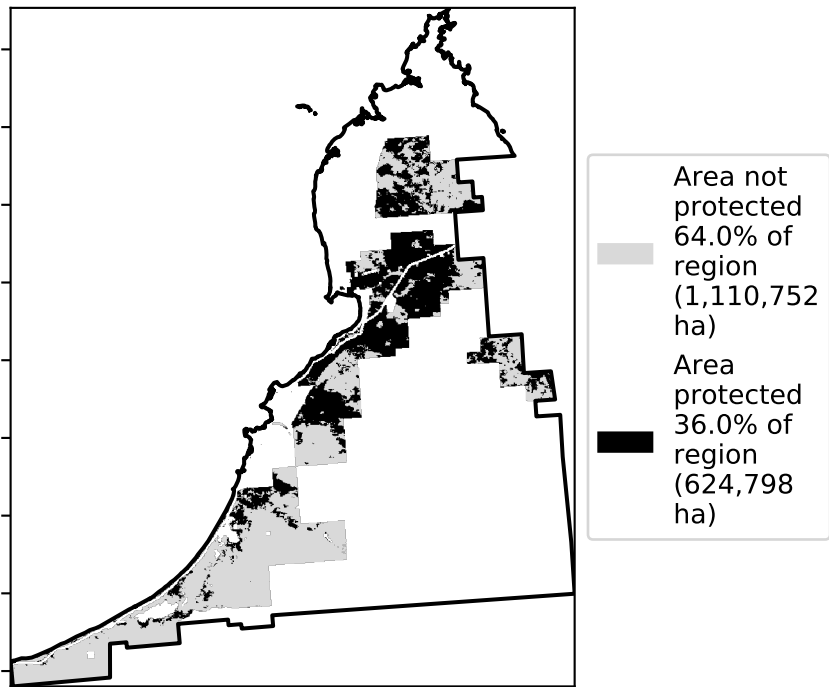 Area not
protected
64.0% of
region
(1,110,752
ha)
Area
protected
36.0% of
region
(624,798
ha)